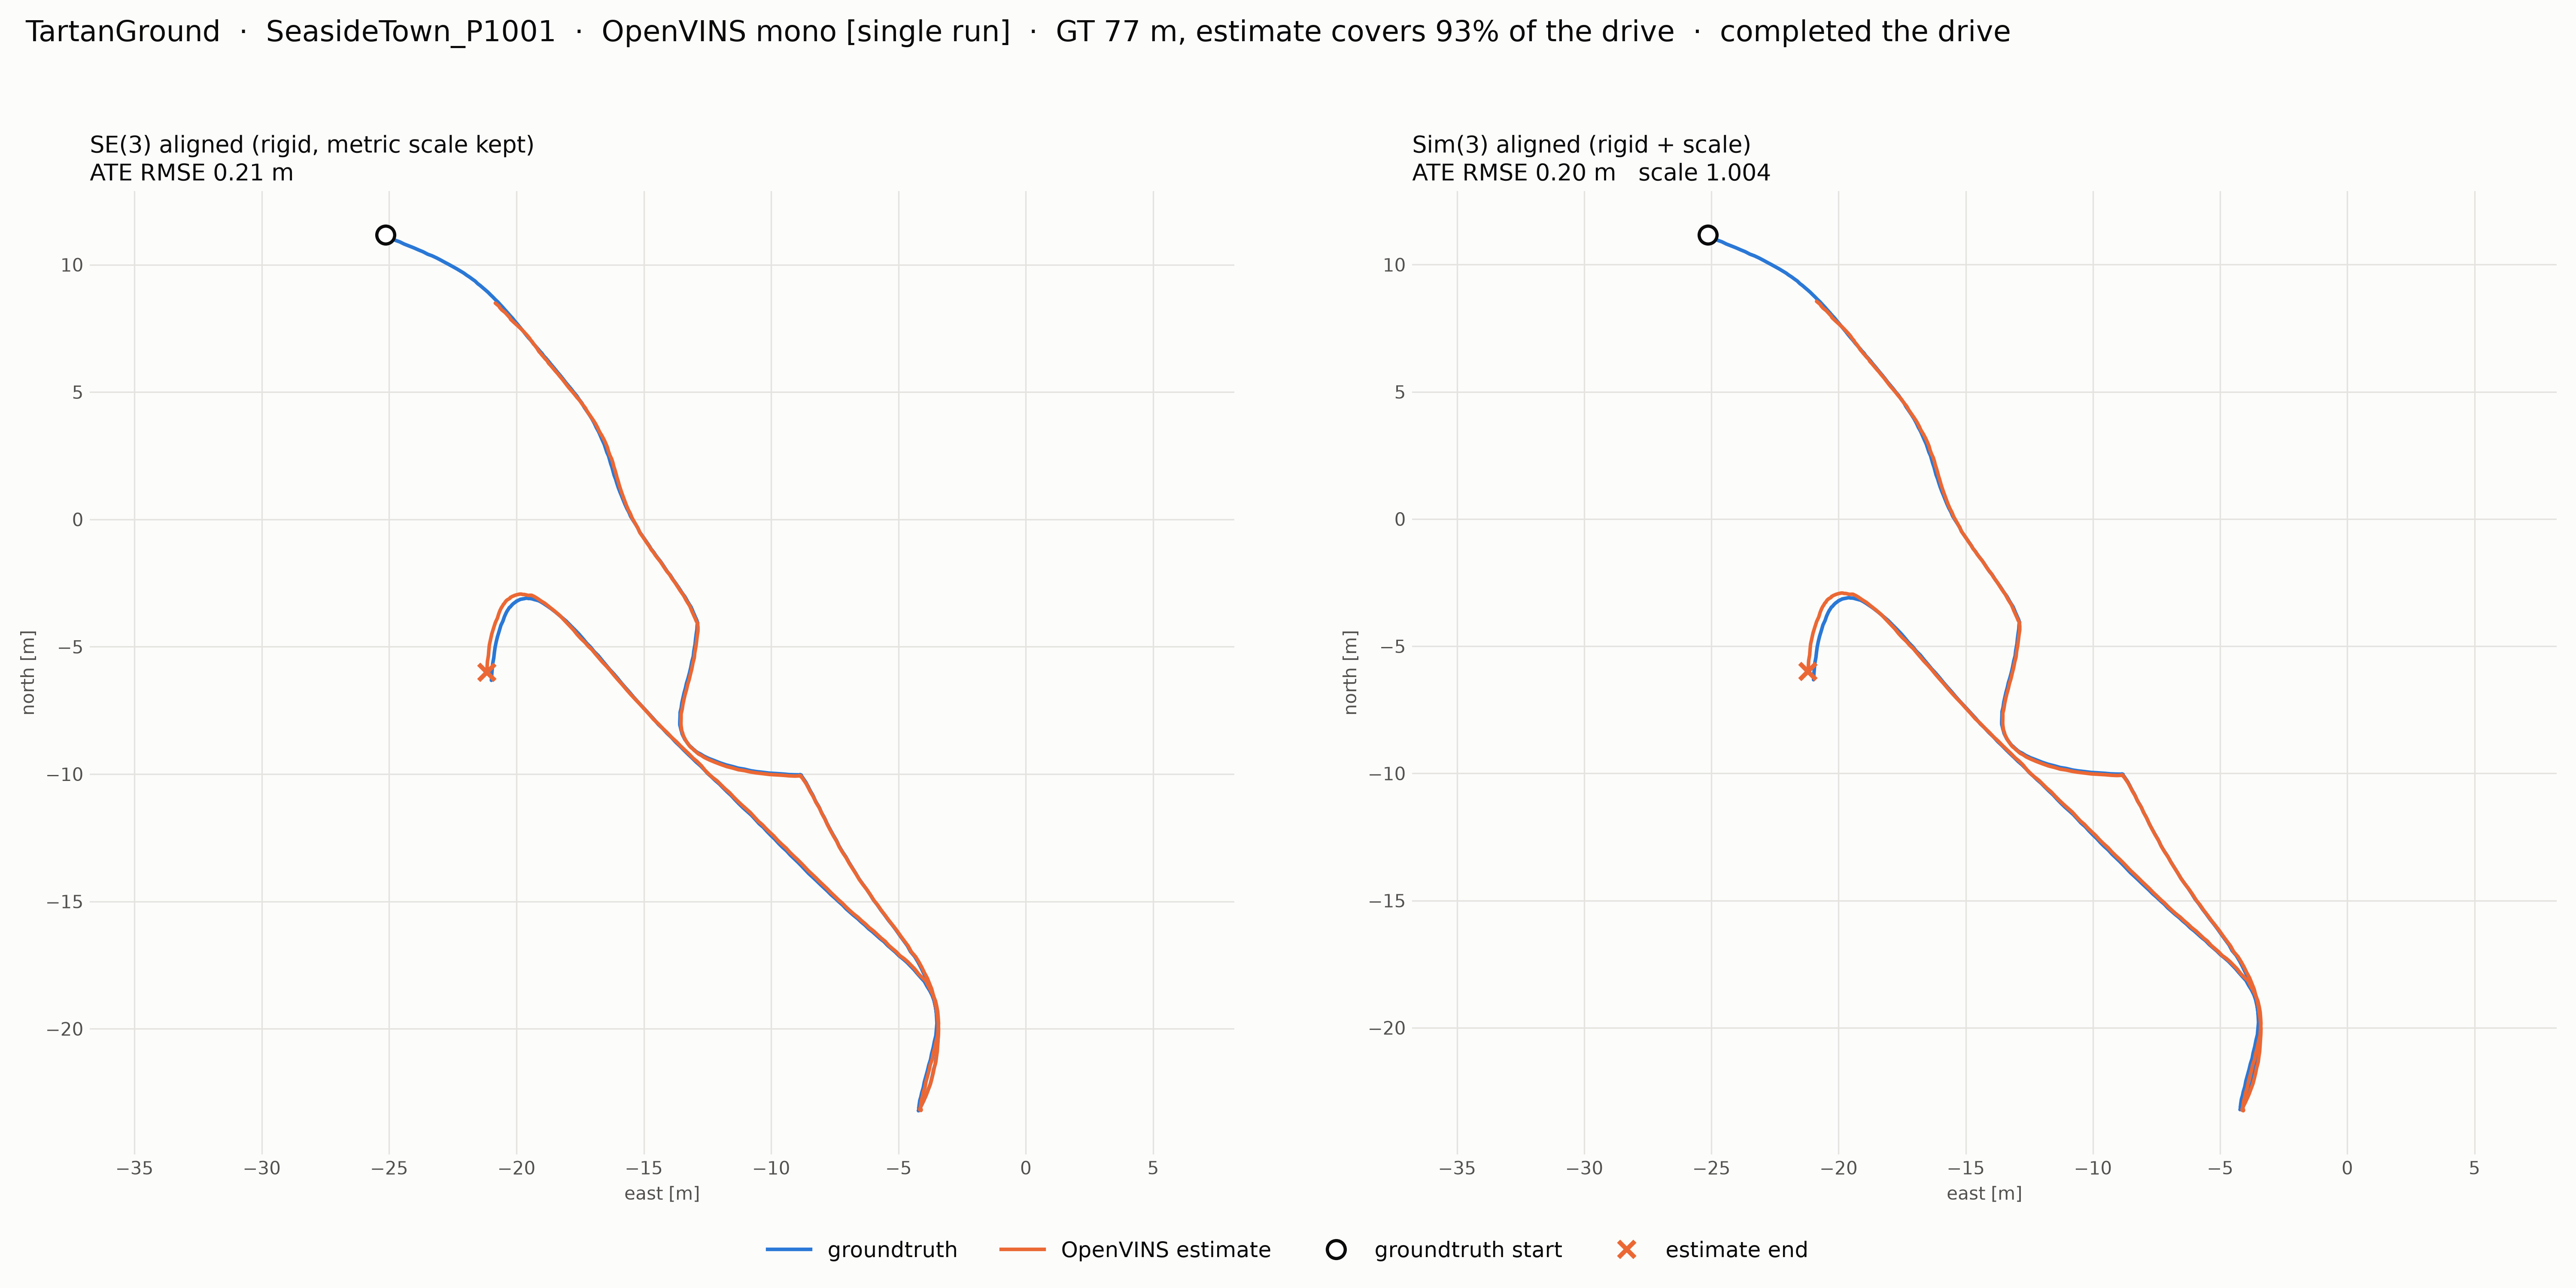 TartanGround · SeasideTown_P1001 · OpenVINS mono [single run] · GT 77 m, estimate covers 93% of the drive · completed the drive
SE(3) aligned (rigid, metric scale kept)
ATE RMSE 0.21 m
10
5
0
−5
−10
−15
−20
north [m]
−35 −30 −25 −20 −15 −10 −5 0 5
east [m]
Sim(3) aligned (rigid + scale)
ATE RMSE 0.20 m scale 1.004
10
5
0
−5
−10
−15
−20
north [m]
−35 −30 −25 −20 −15 −10 −5 0 5
east [m]
groundtruth OpenVINS estimate groundtruth start estimate end